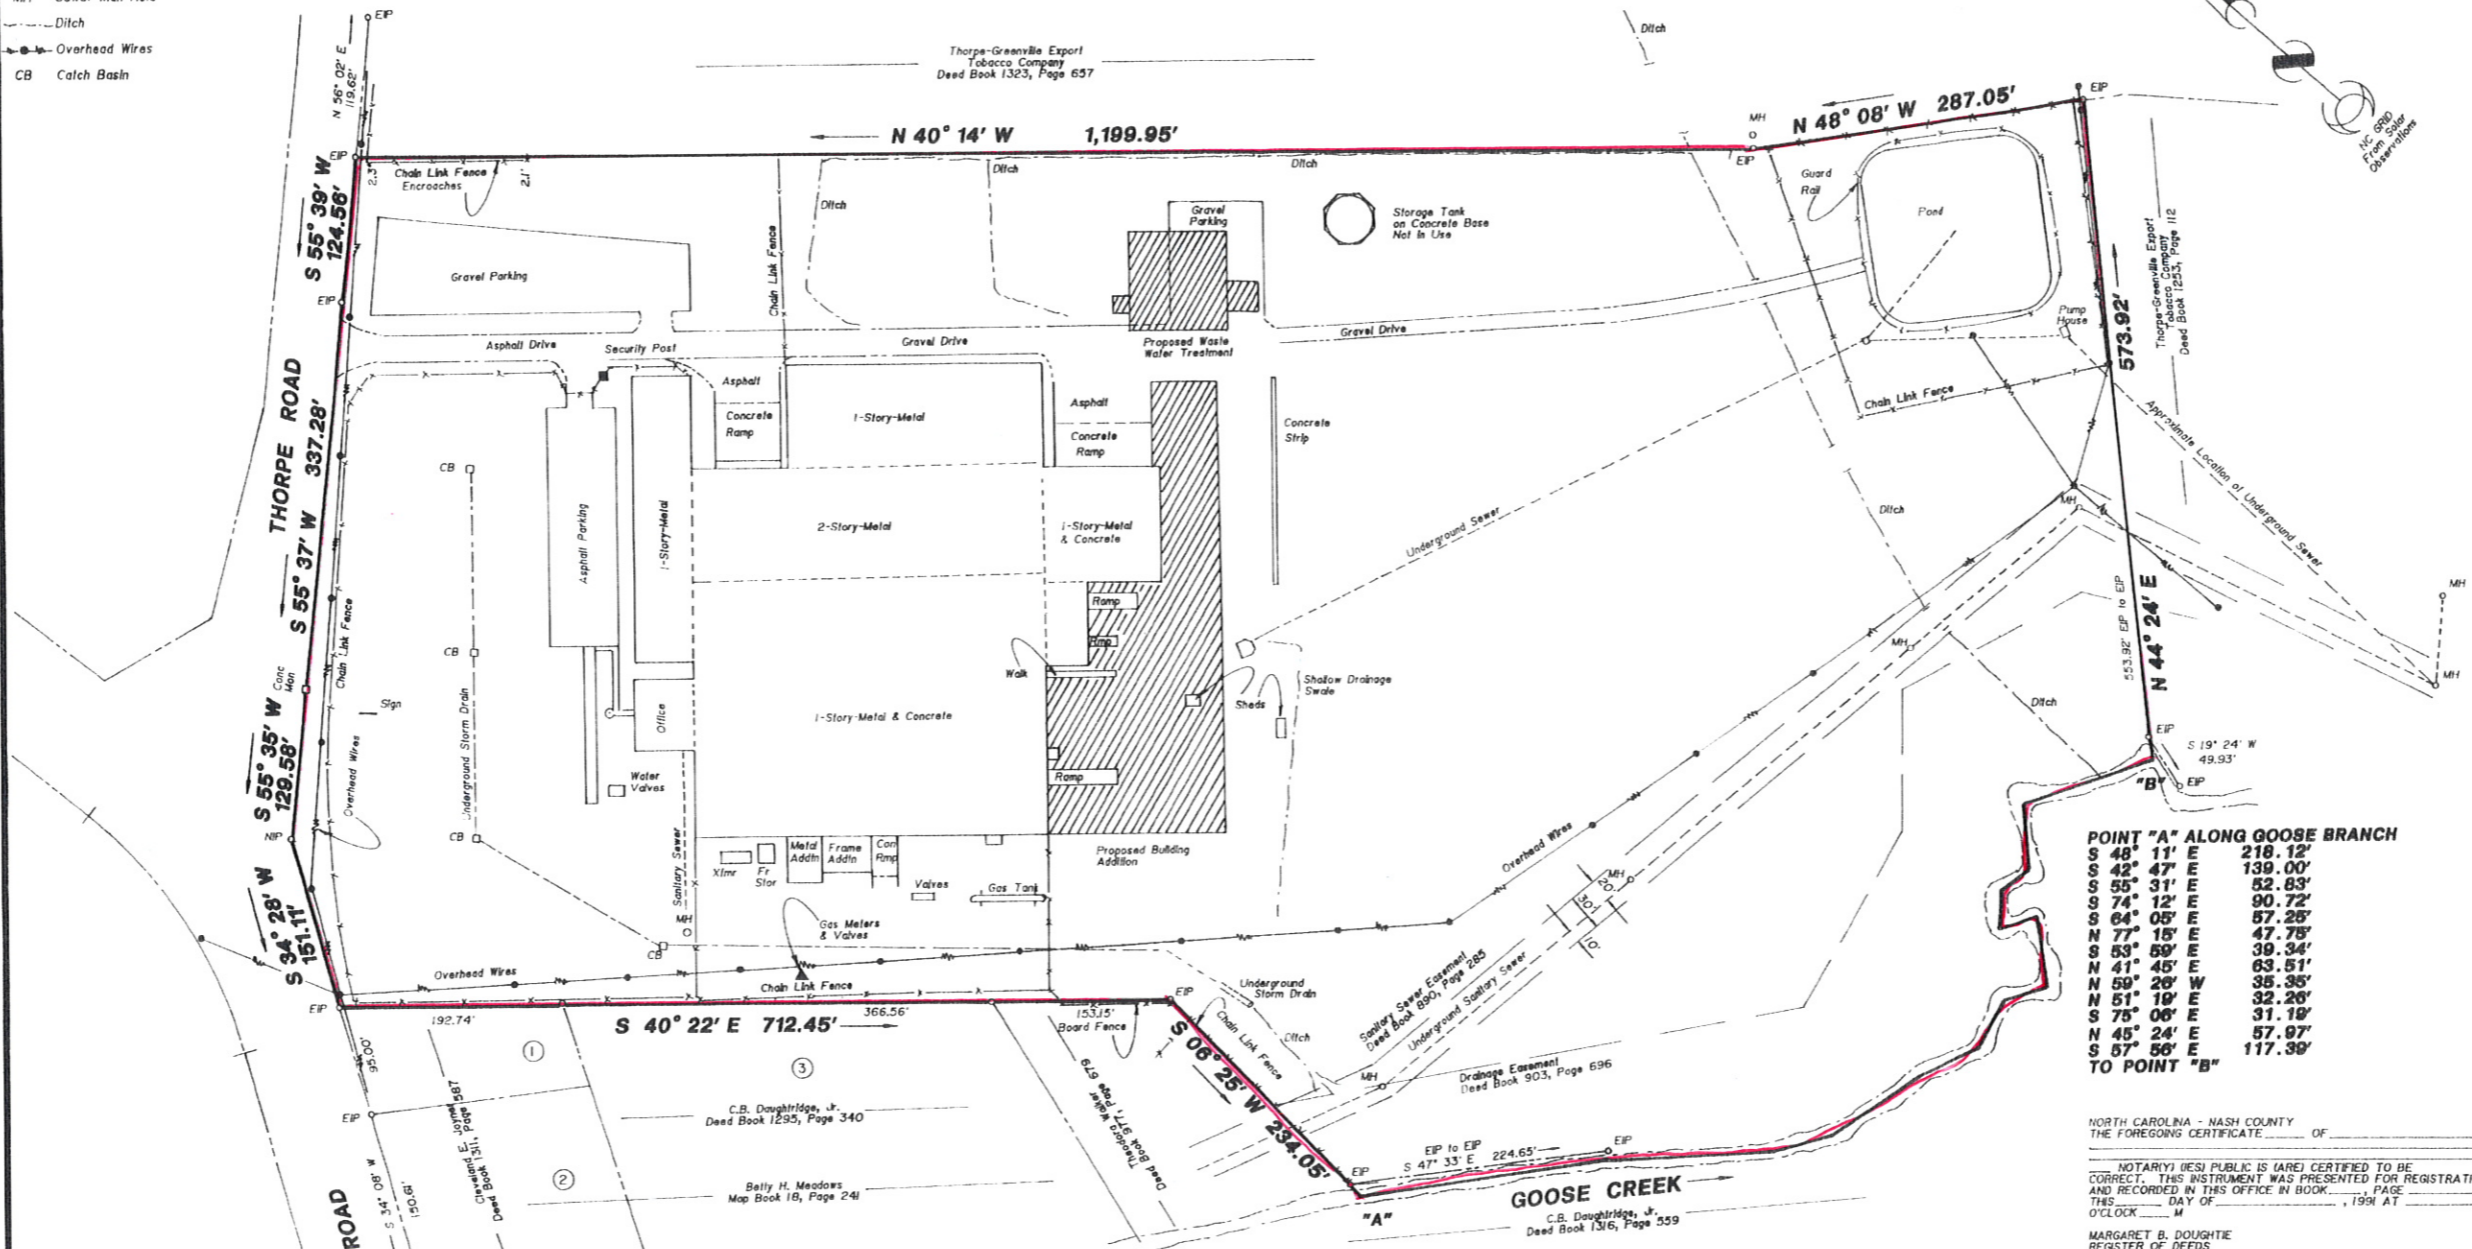 Ditch
Overhead Wires
CB Catch Basin
EIP
N 56° 02' E
119.62'
Thorpe-Greenville Export
Tobacco Company
Deed Book 1323, Page 657
Ditch
NC GRID
From Solar
Observations
N 40° 14' W 1,199.95'
MH
EIP
N 48° 08' W 287.05'
EIP
EIP
S 55° 39' W
124.56'
2.3'
Chain Link Fence
Encroaches
2.1'
Ditch
Ditch
Ditch
Chain Link Fence
Gravel
Parking
Storage Tank
on Concrete Base
Not In Use
Guard
Rail
Pond
Gravel Parking
EIP
Thorpe-Greenville Export
Tobacco Company
Deed Book 1253, Page 112
573.92'
Pump
House
Asphalt Drive
Security Post
Gravel Drive
Proposed Waste
Water Treatment
Gravel Drive
THORPE ROAD
S 55° 37' W 337.28'
Chain Link Fence
Asphalt
Concrete
Ramp
1-Story-Metal
Asphalt
Concrete
Ramp
Concrete
Strip
Chain Link Fence
Approximate Location of Underground Sewer
CB
Asphalt Parking
1-Story-Metal
2-Story-Metal
1-Story-Metal
& Concrete
Underground Sewer
Ditch
MH
MH
Ramp
Rmp
Walk
MH
553.92' EIP to EIP
N 44° 24' E
MH
CB
Conc
Mon
Sign
Overhead Wires
Underground Storm Drain
Office
1-Story-Metal & Concrete
Sheds
Shallow Drainage
Swale
Ditch
EIP
S 19° 24' W
49.93'
EIP
"B"
S 55° 35' W
129.58'
NIP
CB
Water
Valves
Ramp
Sanitary Sewer
Xfmr
Fr
Stor
Metal
Addtn
Frame
Addtn
Con
Rmp
Valves
Gas Tank
Proposed Building
Addition
Overhead Wires
MH
20'
30'
10'
POINT "A" ALONG GOOSE BRANCH
S 48° 11' E 218.12'
S 42° 47' E 139.00'
S 55° 31' E 52.83'
S 74° 12' E 90.72'
S 64° 05' E 57.25'
N 77° 15' E 47.75'
S 53° 59' E 39.34'
N 41° 45' E 63.51'
N 59° 26' W 35.35'
N 51° 19' E 32.26'
S 75° 06' E 31.19'
N 45° 24' E 57.97'
S 57° 56' E 117.39'
TO POINT "B"
S 34° 28' W
151.11'
MH
CB
Gas Meters
& Valves
Overhead Wires
Chain Link Fence
EIP
EIP
Underground
Storm Drain
Sanitary Sewer Easement
Deed Book 890, Page 285
Underground Sanitary Sewer
192.74'
S 40° 22' E 712.45'
366.56'
153.15'
Board Fence
Chain Link Fence
Ditch
S 06° 25' W 234.05'
95.00'
EIP
1
3
2
Cleveland E. Joyner
Deed Book 1311, Page 587
C.B. Daughtridge, Jr.
Deed Book 1295, Page 340
Theodora Walker
Deed Book 977, Page 679
MH
Drainage Easement
Deed Book 903, Page 696
Betty H. Meadows
Map Book 18, Page 241
S 34° 08' W
150.61'
ROAD
EIP
EIP to EIP
S 47° 33' E 224.65'
EIP
"A"
GOOSE CREEK
C.B. Daughtridge, Jr.
Deed Book 1316, Page 559
NORTH CAROLINA - NASH COUNTY
THE FOREGOING CERTIFICATE OF
NOTARY(Y) (IES) PUBLIC IS (ARE) CERTIFIED TO BE
CORRECT. THIS INSTRUMENT WAS PRESENTED FOR REGISTRAT
AND RECORDED IN THIS OFFICE IN BOOK , PAGE
THIS DAY OF , 1991 AT
O'CLOCK M
MARGARET B. DOUGHTIE
REGISTER OF DEEDS